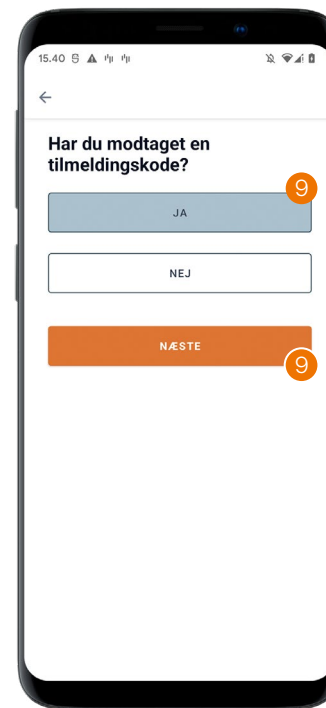 15.40
Har du modtaget en
tilmeldingskode?
9
JA
NEJ
NÆSTE
9